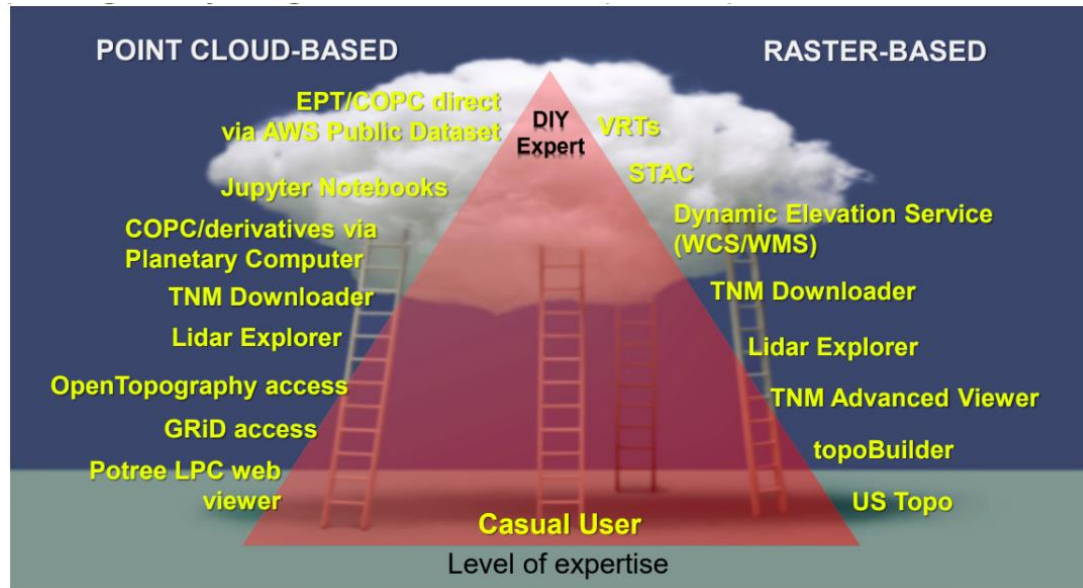 POINT CLOUD-BASED
RASTER-BASED
EPT/COPC direct
via AWS Public Dataset
DIY
Expert
VRTs
STAC
Jupyter Notebooks
Dynamic Elevation Service
(WCS/WMS)
COPC/derivatives via
Planetary Computer
TNM Downloader
TNM Downloader
Lidar Explorer
Lidar Explorer
OpenTopography access
TNM Advanced Viewer
GRiD access
topoBuilder
Potree LPC web
viewer
US Topo
Casual User
Level of expertise